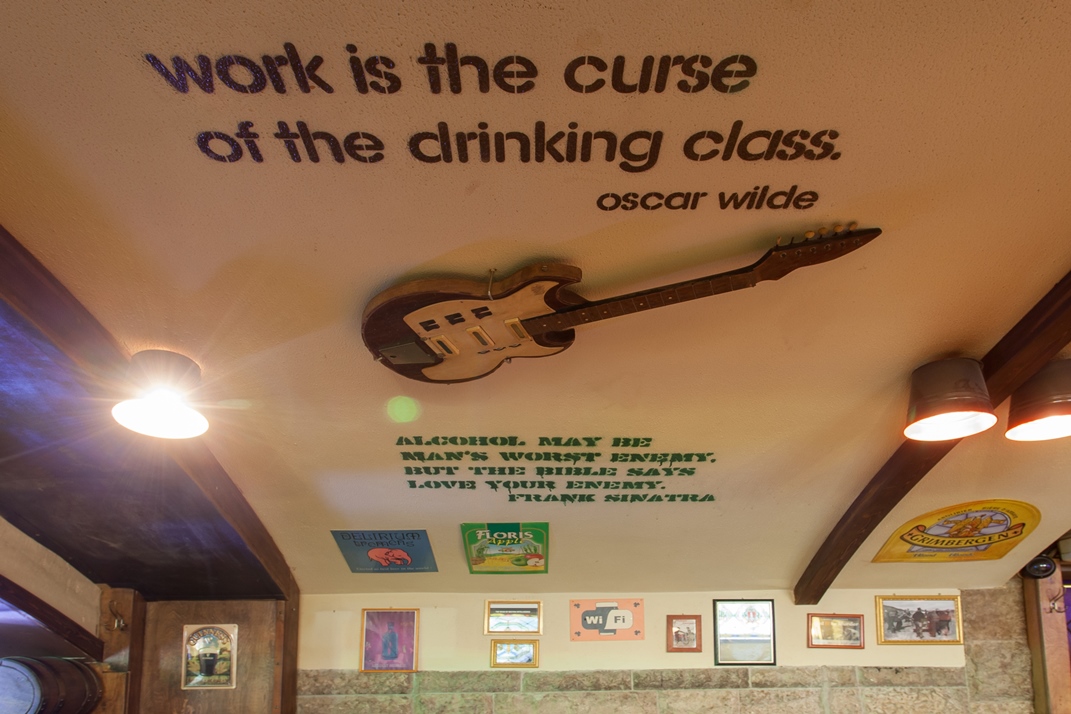 work is the curse
of the drinking class.
oscar wilde
ALCOHOL MAY BE
MAN'S WORST ENEMY.
BUT THE BIBLE SAYS
LOVE YOUR ENEMY.
FRANK SINATRA
DELIRIUM
TREMENS
FLORIS
Apple
GRIMBERGEN
Wi Fi